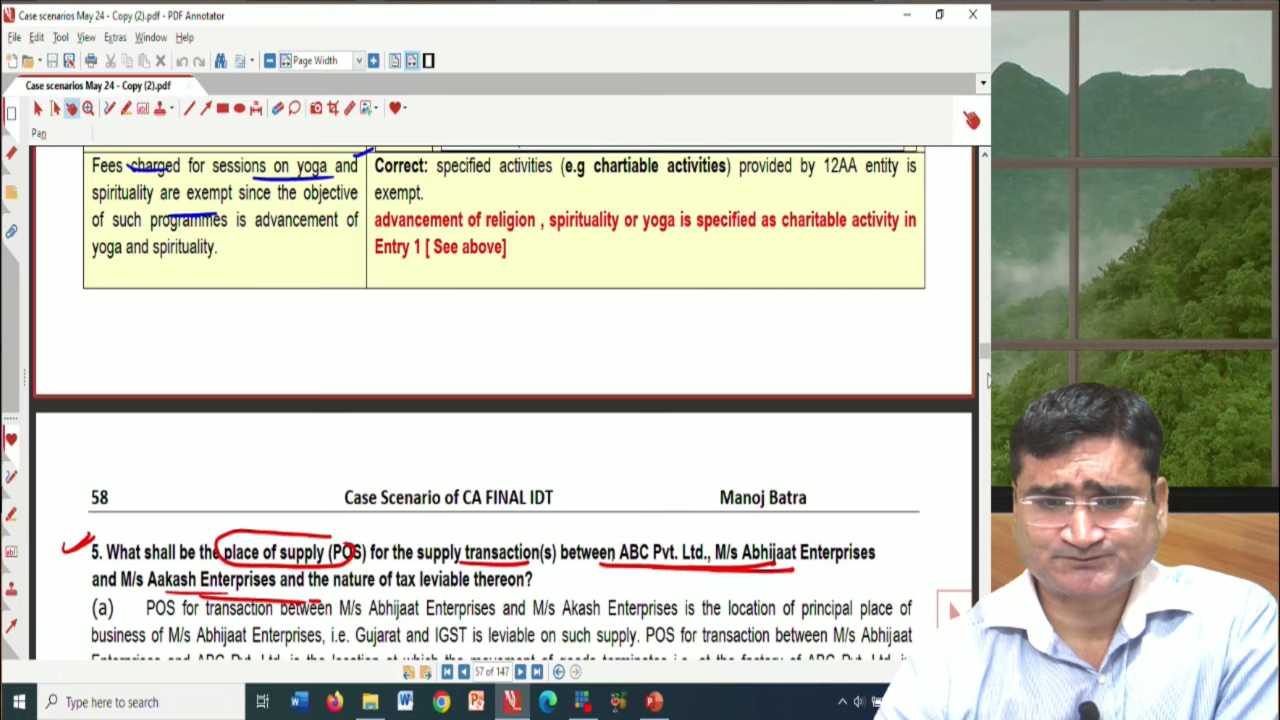 Case scenarios May 24 - Copy (2).pdf - PDF Annotator
File Edit Tool View Extras Window Help
Page Width
Case scenarios May 24 - Copy (2).pdf
Pan
Fees charged for sessions on yoga and
spirituality are exempt since the objective
of such programmes is advancement of
yoga and spirituality.
Correct: specified activities (e.g chartiable activities) provided by 12AA entity is
exempt.
advancement of religion , spirituality or yoga is specified as charitable activity in
Entry 1 [ See above]
58 Case Scenario of CA FINAL IDT Manoj Batra
5. What shall be the place of supply (POS) for the supply transaction(s) between ABC Pvt. Ltd., M/s Abhijaat Enterprises
and M/s Aakash Enterprises and the nature of tax leviable thereon?
(a) POS for transaction between M/s Abhijaat Enterprises and M/s Akash Enterprises is the location of principal place of
business of M/s Abhijaat Enterprises, i.e. Gujarat and IGST is leviable on such supply. POS for transaction between M/s Abhijaat
57 of 147
Type here to search